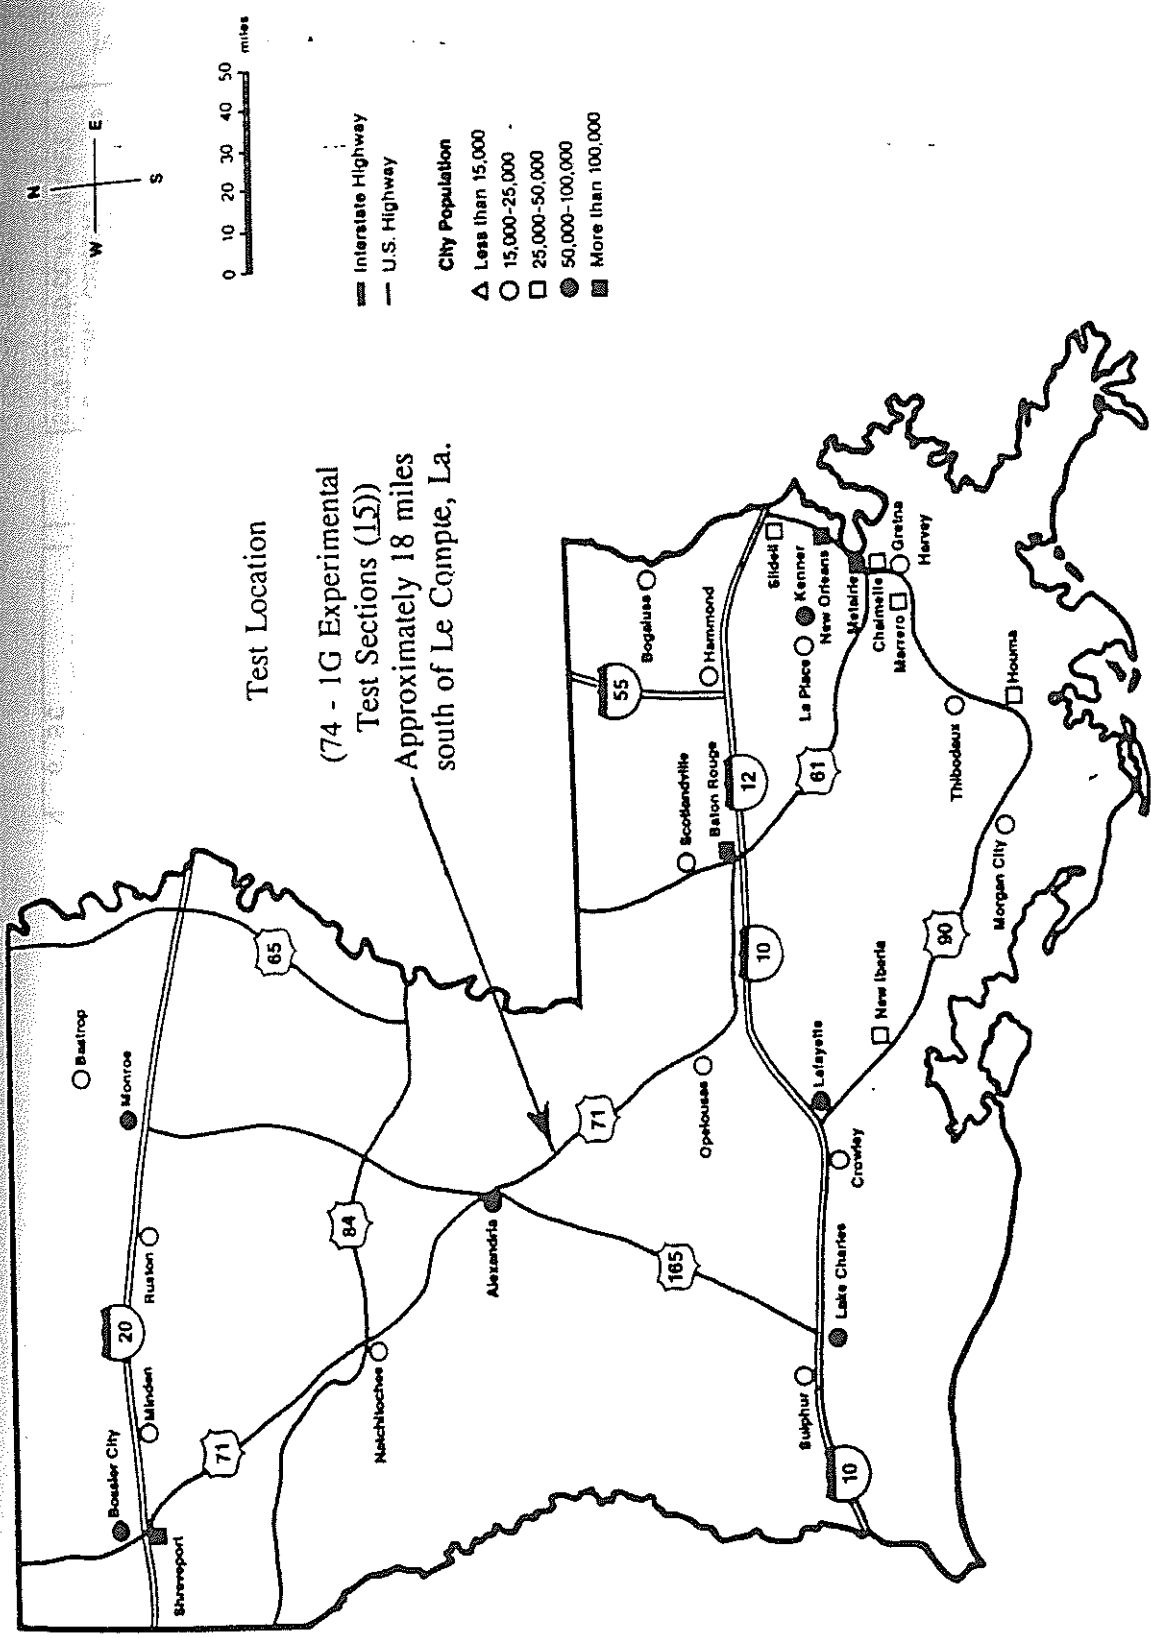 N
W
E
S
0 10 20 30 40 50
miles
Interstate Highway
U.S. Highway
City Population
Less than 15,000
15,000-25,000
25,000-50,000
50,000-100,000
More than 100,000
Test Location
(74 - 1G Experimental
Test Sections (15))
Approximately 18 miles
south of Le Compte, La.
Shreveport
Bossier City
Minden
20
Ruston
Monroe
Bastrop
65
71
Natchitoches
84
Alexandria
71
165
Opelousas
Sulphur
10
Lake Charles
Crowley
Lafayette
New Iberia
90
10
Scotlandville
Baton Rouge
12
61
55
Hammond
Bogalusa
Slidell
La Place
Kenner
New Orleans
Metairie
Chalmette
Marrero
Gretna
Harvey
Thibodaux
Houma
Morgan City